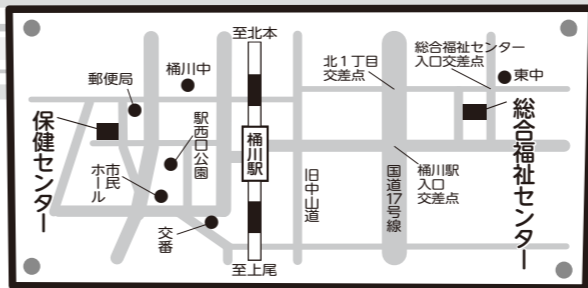 至北本
郵便局
桶川中
北１丁目
交差点
総合福祉センター
入口交差点
東中
保健センター
駅西口公園
桶川駅
総合福祉センター
市民
ホール
旧中山道
国道17号線
桶川駅
入口
交差点
交番
至上尾